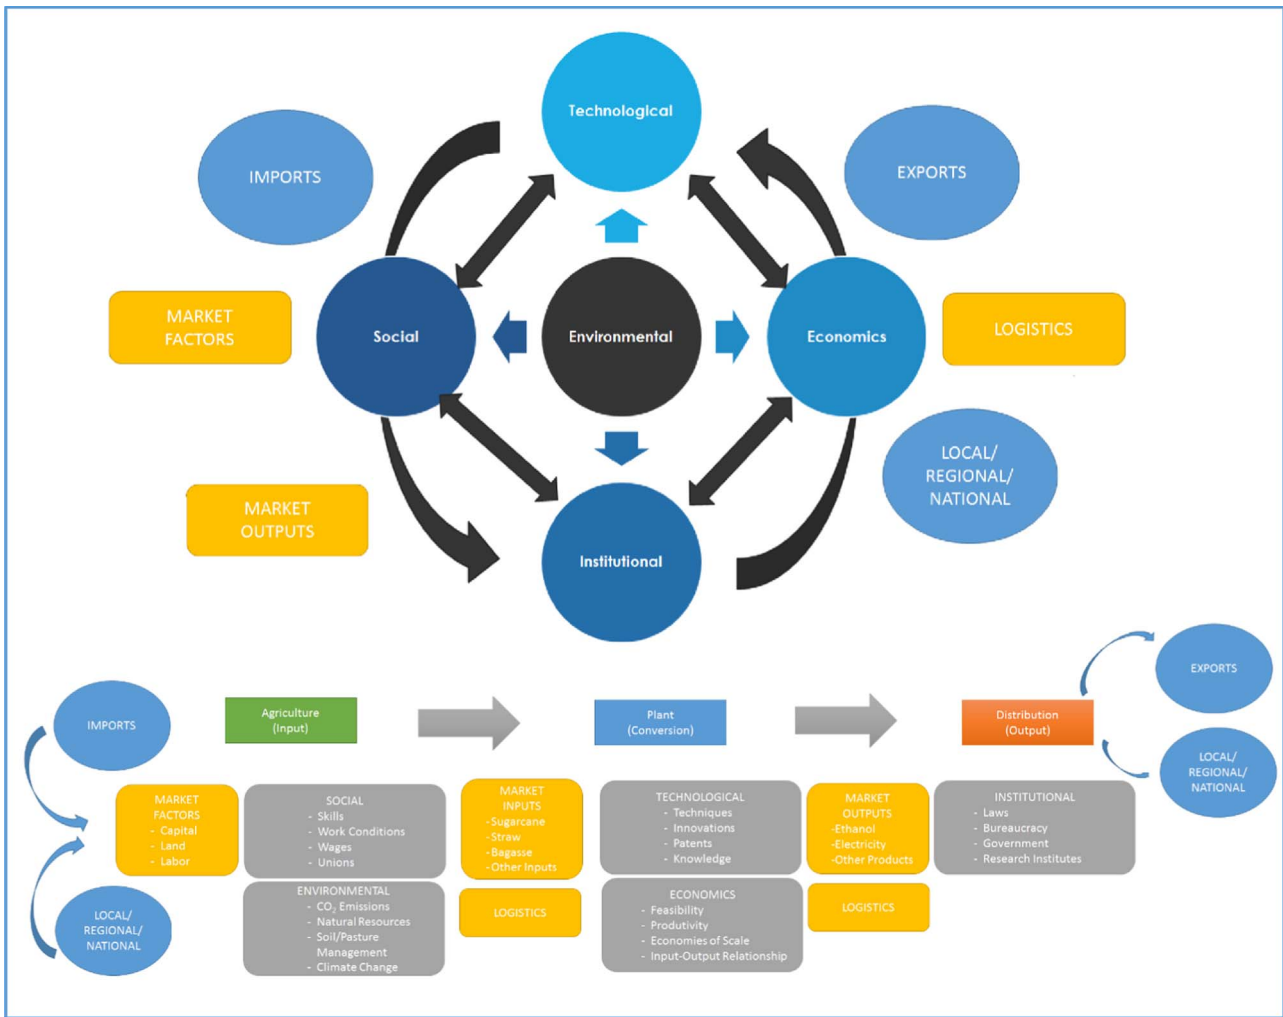 Technological
IMPORTS
EXPORTS
MARKET
FACTORS
Social
Environmental
Economics
LOGISTICS
LOCAL/
REGIONAL/
NATIONAL
MARKET
OUTPUTS
Institutional
EXPORTS
IMPORTS
Agriculture
(Input)
Plant
(Conversion)
Distribution
(Output)
LOCAL/
REGIONAL/
NATIONAL
MARKET
FACTORS
- Capital
- Land
- Labor
SOCIAL
- Skills
- Work Conditions
- Wages
- Unions
MARKET
INPUTS
-Sugarcane
- Straw
- Bagasse
- Other Inputs
TECHNOLOGICAL
- Techniques
- Innovations
- Patents
- Knowledge
MARKET
OUTPUTS
-Ethanol
-Electricity
-Other Products
INSTITUTIONAL
- Laws
- Bureaucracy
- Government
- Research Institutes
LOCAL/
REGIONAL/
NATIONAL
ENVIRONMENTAL
- CO₂ Emissions
- Natural Resources
- Soil/Pasture
Management
- Climate Change
LOGISTICS
ECONOMICS
- Feasibility
- Produtivity
- Economies of Scale
- Input-Output Relationship
LOGISTICS